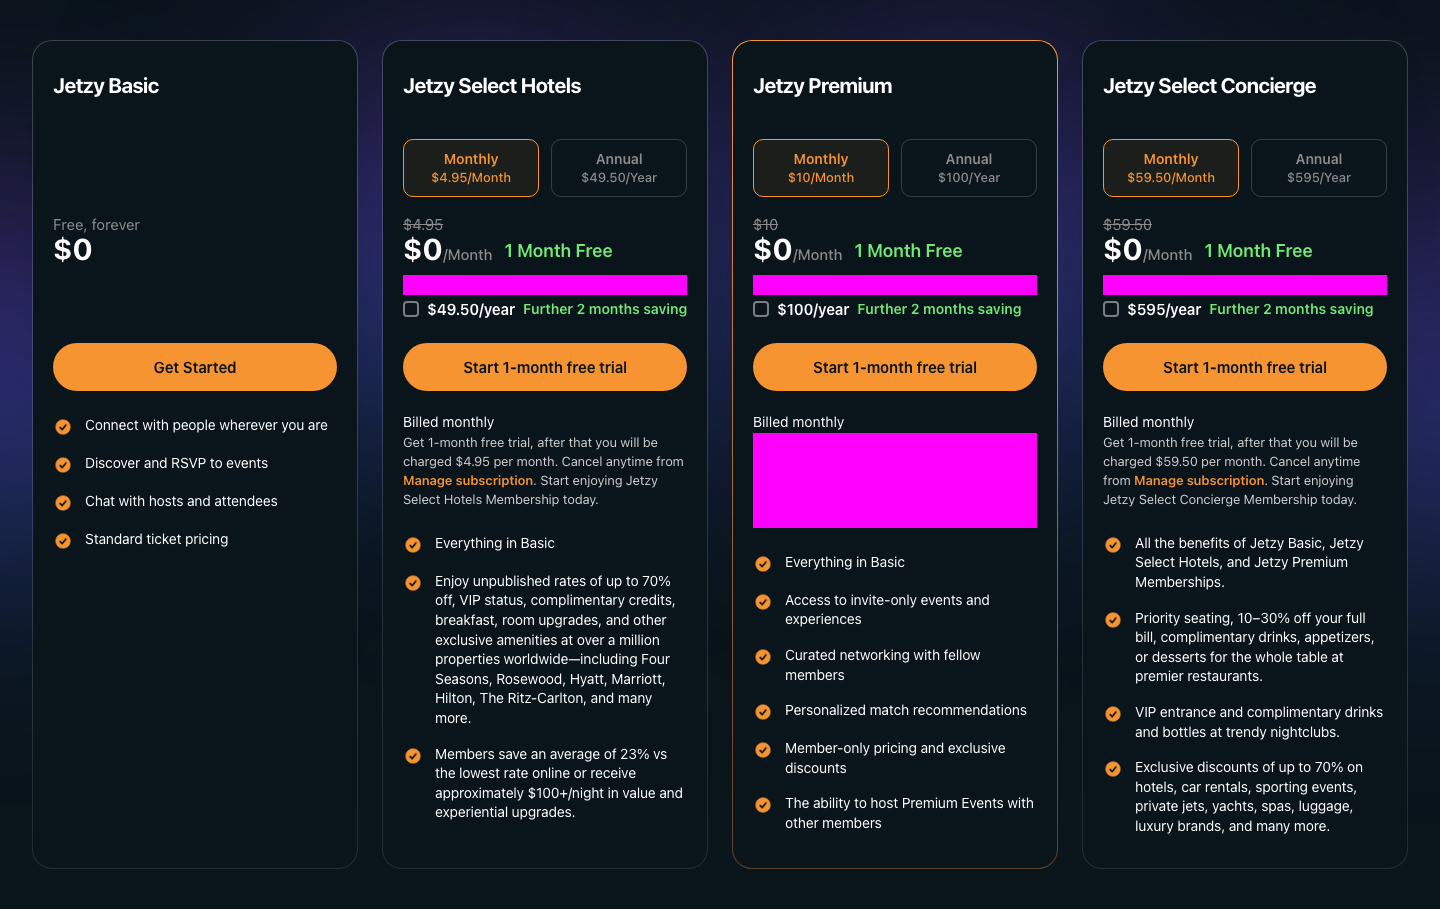 Jetzy Basic
Free, forever
$0
Get Started
Connect with people wherever you are
Discover and RSVP to events
Chat with hosts and attendees
Standard ticket pricing
Jetzy Select Hotels
Monthly
$4.95/Month
Annual
$49.50/Year
$4.95
$0/Month 1 Month Free
$49.50/year Further 2 months saving
Start 1-month free trial
Billed monthly
Get 1-month free trial, after that you will be
charged $4.95 per month. Cancel anytime from
Manage subscription. Start enjoying Jetzy
Select Hotels Membership today.
Everything in Basic
Enjoy unpublished rates of up to 70%
off, VIP status, complimentary credits,
breakfast, room upgrades, and other
exclusive amenities at over a million
properties worldwide—including Four
Seasons, Rosewood, Hyatt, Marriott,
Hilton, The Ritz-Carlton, and many
more.
Members save an average of 23% vs
the lowest rate online or receive
approximately $100+/night in value and
experiential upgrades.
Jetzy Premium
Monthly
$10/Month
Annual
$100/Year
$10
$0/Month 1 Month Free
$100/year Further 2 months saving
Start 1-month free trial
Billed monthly
Everything in Basic
Access to invite-only events and
experiences
Curated networking with fellow
members
Personalized match recommendations
Member-only pricing and exclusive
discounts
The ability to host Premium Events with
other members
Jetzy Select Concierge
Monthly
$59.50/Month
Annual
$595/Year
$59.50
$0/Month 1 Month Free
$595/year Further 2 months saving
Start 1-month free trial
Billed monthly
Get 1-month free trial, after that you will be
charged $59.50 per month. Cancel anytime
from Manage subscription. Start enjoying
Jetzy Select Concierge Membership today.
All the benefits of Jetzy Basic, Jetzy
Select Hotels, and Jetzy Premium
Memberships.
Priority seating, 10–30% off your full
bill, complimentary drinks, appetizers,
or desserts for the whole table at
premier restaurants.
VIP entrance and complimentary drinks
and bottles at trendy nightclubs.
Exclusive discounts of up to 70% on
hotels, car rentals, sporting events,
private jets, yachts, spas, luggage,
luxury brands, and many more.